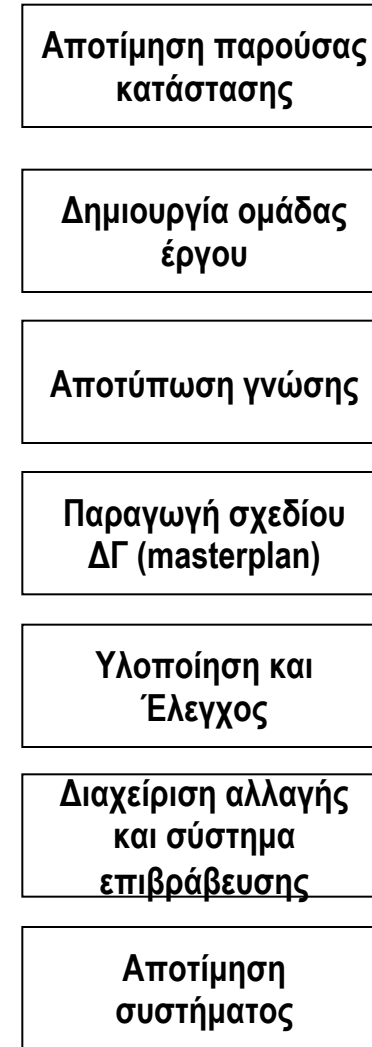 Αποτίμηση παρούσας
κατάστασης
Δημιουργία ομάδας
έργου
Αποτύπωση γνώσης
Παραγωγή σχεδίου
ΔΓ (masterplan)
Υλοποίηση και
Έλεγχος
Διαχείριση αλλαγής
και σύστημα
επιβράβευσης
Αποτίμηση
συστήματος